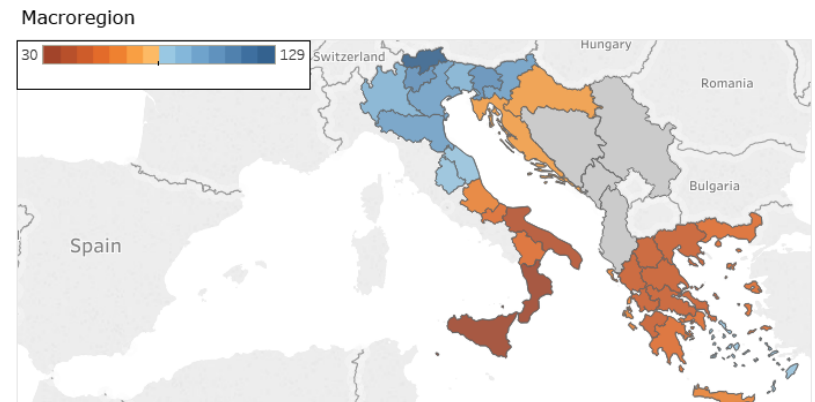 Macroregion
30
129
Switzerland
Hungary
Romania
Bulgaria
Spain